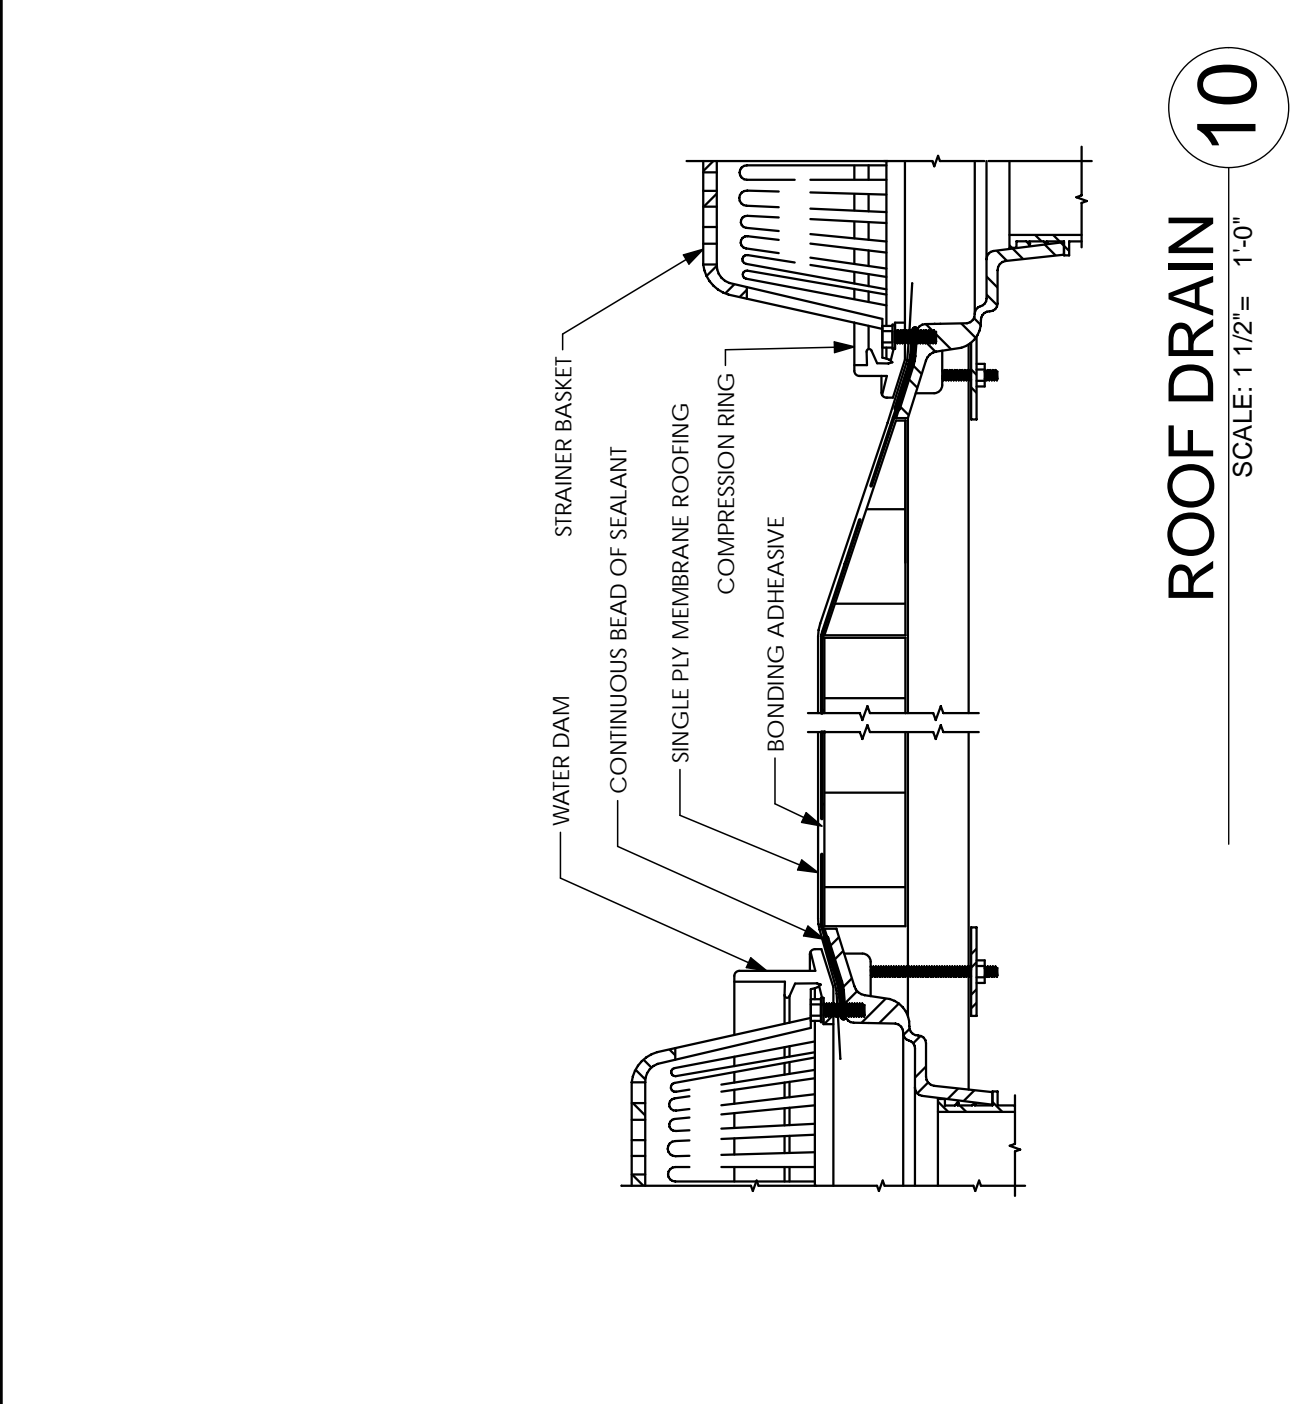 WATER DAM
STRAINER BASKET
CONTINUOUS BEAD OF SEALANT
SINGLE PLY MEMBRANE ROOFING
COMPRESSION RING
BONDING ADHEASIVE
ROOF DRAIN
SCALE: 1 1/2"= 1'-0"
10